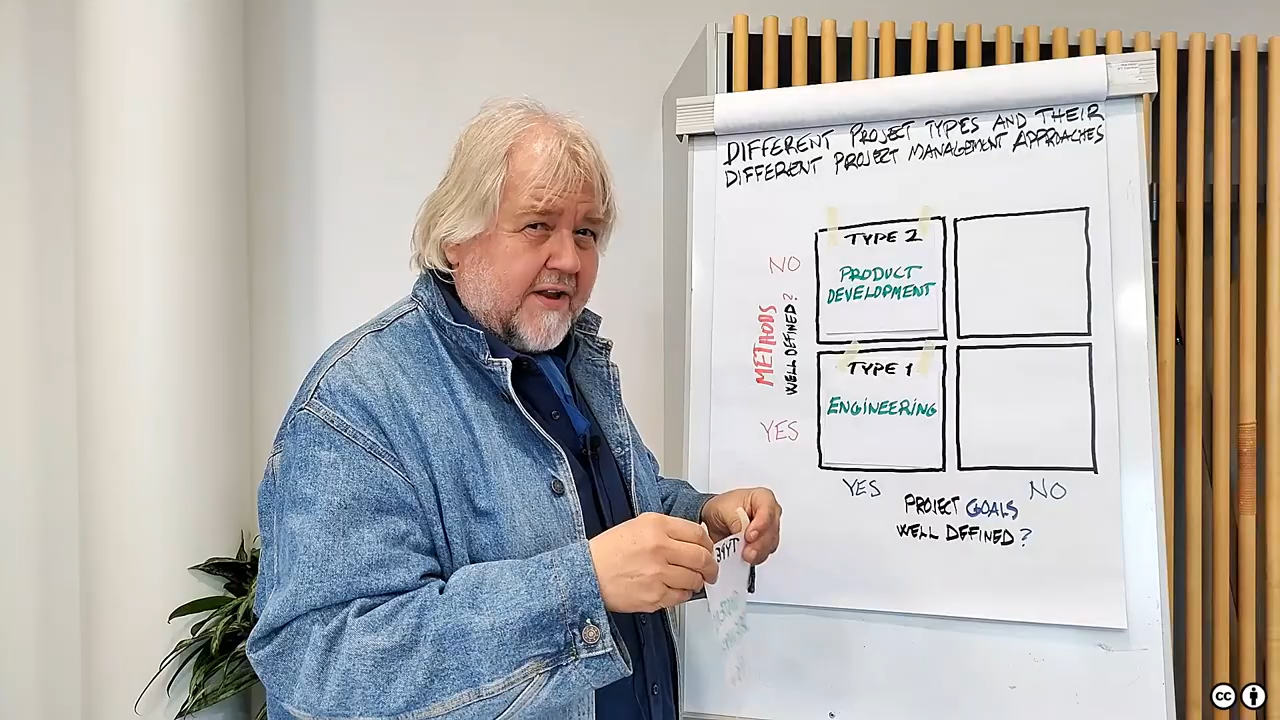 DIFFERENT PROJECT TYPES AND THEIR
DIFFERENT PROJECT MANAGEMENT APPROACHES
NO
METHODS
WELL DEFINED?
YES
TYPE 2
PRODUCT
DEVELOPMENT
TYPE 1
ENGINEERING
YES
NO
PROJECT GOALS
WELL DEFINED?
cc